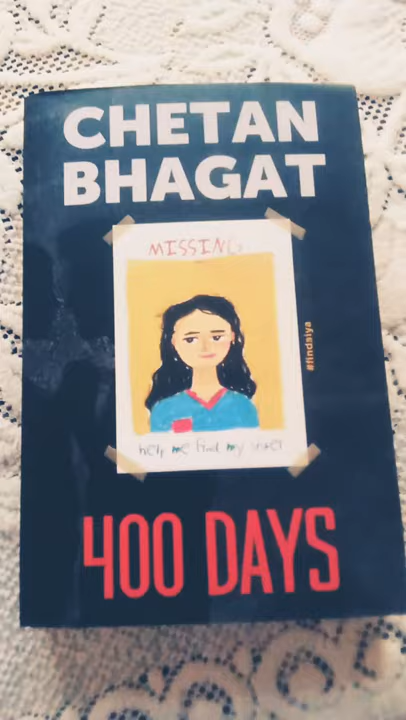 CHETAN
BHAGAT
MISSING
#findsiya
help me find my sister
400 DAYS